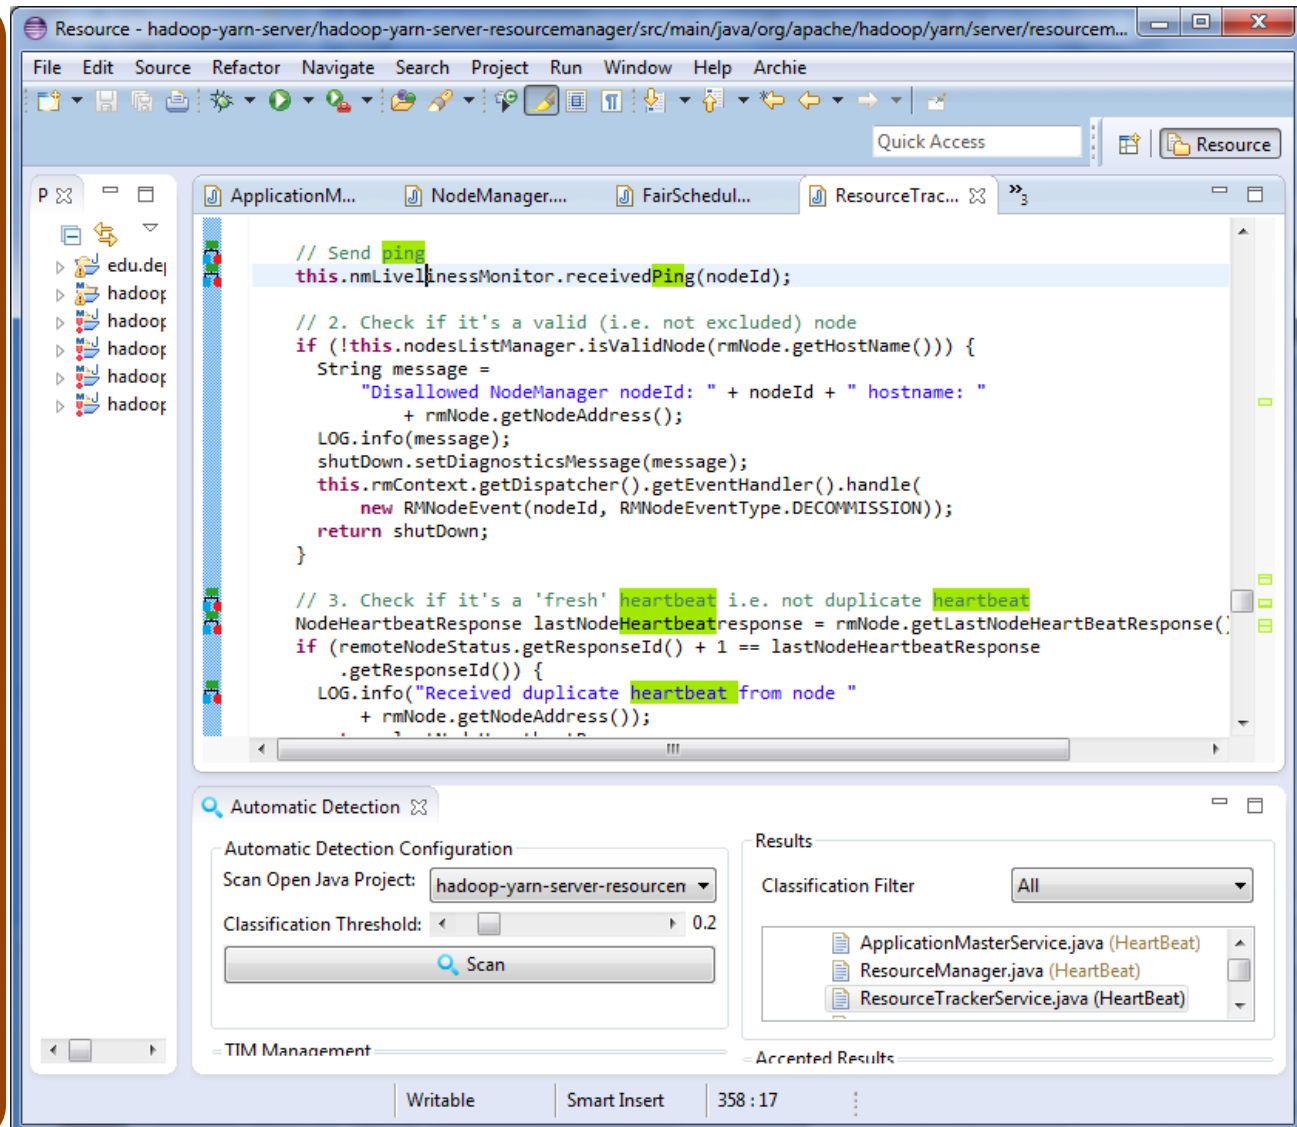 Resource - hadoop-yarn-server/hadoop-yarn-server-resourcemanager/src/main/java/org/apache/hadoop/yarn/server/resourcem...
File Edit Source Refactor Navigate Search Project Run Window Help Archie
Quick Access
Resource
P
ApplicationM... NodeManager.... FairSchedul... ResourceTrac... »3
edu.de
hadoop
hadoop
hadoop
hadoop
hadoop
// Send ping
this.nmLivelinessMonitor.receivedPing(nodeId);
// 2. Check if it's a valid (i.e. not excluded) node
if (!this.nodesListManager.isValidNode(rmNode.getHostName())) {
String message =
"Disallowed NodeManager nodeId: " + nodeId + " hostname: "
+ rmNode.getNodeAddress();
LOG.info(message);
shutDown.setDiagnosticsMessage(message);
this.rmContext.getDispatcher().getEventHandler().handle(
new RMNodeEvent(nodeId, RMNodeEventType.DECOMMISSION));
return shutDown;
}
// 3. Check if it's a 'fresh' heartbeat i.e. not duplicate heartbeat
NodeHeartbeatResponse lastNodeHeartbeatresponse = rmNode.getLastNodeHeartBeatResponse()
if (remoteNodeStatus.getResponseId() + 1 == lastNodeHeartbeatResponse
.getResponseId()) {
LOG.info("Received duplicate heartbeat from node "
+ rmNode.getNodeAddress());
Automatic Detection
Automatic Detection Configuration
Scan Open Java Project: hadoop-yarn-server-resourcen
Classification Threshold: 0.2
Scan
TIM Management
Results
Classification Filter All
ApplicationMasterService.java (HeartBeat)
ResourceManager.java (HeartBeat)
ResourceTrackerService.java (HeartBeat)
Accepted Results
Writable Smart Insert 358 : 17